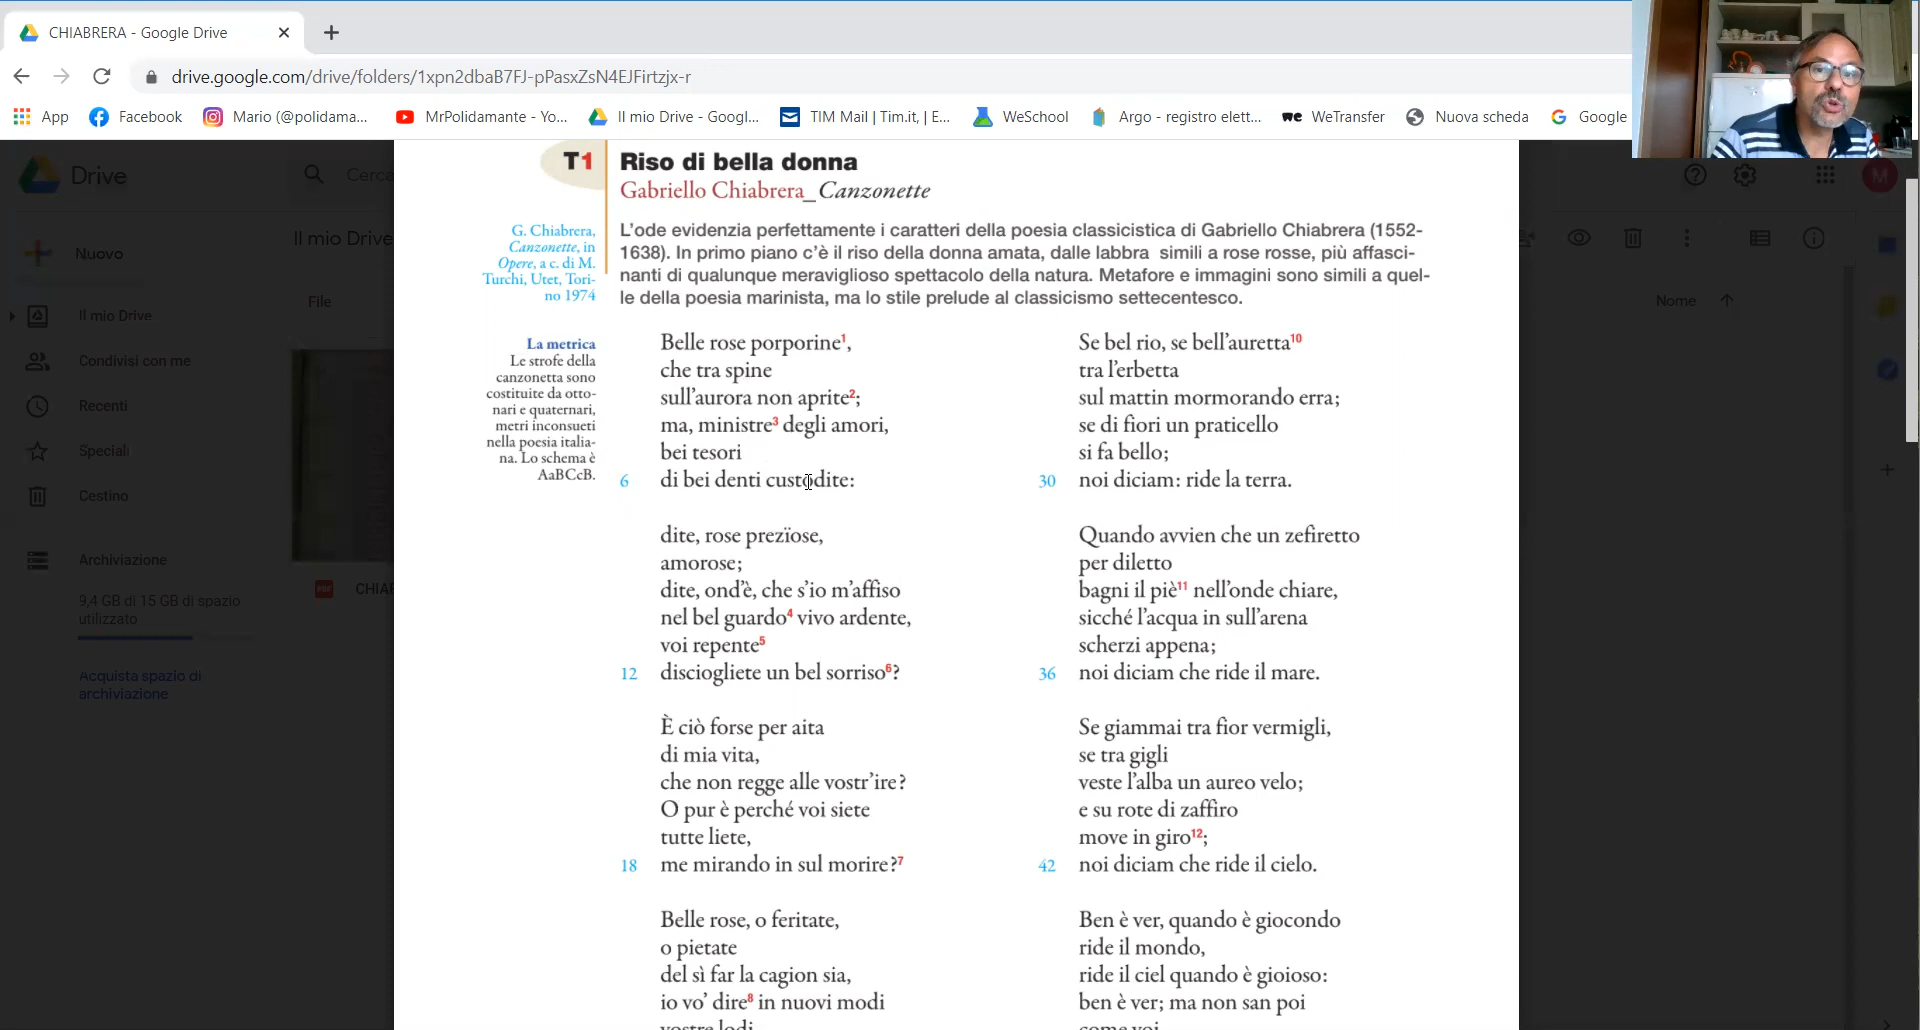 CHIABRERA - Google Drive
drive.google.com/drive/folders/1xpn2dbaB7FJ-pPasxZsN4EJFirtzjx-r
App Facebook Mario (@polidama... MrPolidamante - Yo... Il mio Drive - Googl... TIM Mail | Tim.it, | E... WeSchool Argo - registro elett... WeTransfer Nuova scheda Google
Drive
Cerca
M
Il mio Drive
Nuovo
File
Nome
Il mio Drive
Condivisi con me
Recenti
Speciali
Cestino
Archiviazione
9,4 GB di 15 GB di spazio
utilizzato
Acquista spazio di
archiviazione
PDF CHIAB
T1 Riso di bella donna
Gabriello Chiabrera_Canzonette
G. Chiabrera,
Canzonette, in
Opere, a c. di M.
Turchi, Utet, Tori-
no 1974
L'ode evidenzia perfettamente i caratteri della poesia classicistica di Gabriello Chiabrera (1552-
1638). In primo piano c'è il riso della donna amata, dalle labbra simili a rose rosse, più affasci-
nanti di qualunque meraviglioso spettacolo della natura. Metafore e immagini sono simili a quel-
le della poesia marinista, ma lo stile prelude al classicismo settecentesco.
La metrica
Le strofe della
canzonetta sono
costituite da otto-
nari e quaternari,
metri inconsueti
nella poesia italia-
na. Lo schema è
AaBCcB.
Belle rose porporine¹,
che tra spine
sull'aurora non aprite²;
ma, ministre³ degli amori,
bei tesori
6 di bei denti custodite:
dite, rose prezïose,
amorose;
dite, ond'è, che s'io m'affiso
nel bel guardo⁴ vivo ardente,
voi repente⁵
12 disciogliete un bel sorriso⁶?
È ciò forse per aita
di mia vita,
che non regge alle vostr'ire?
O pur è perché voi siete
tutte liete,
18 me mirando in sul morire?⁷
Belle rose, o feritate,
o pietate
del sì far la cagion sia,
io vo' dire⁸ in nuovi modi
vostre lodi
Se bel rio, se bell'auretta¹⁰
tra l'erbetta
sul mattin mormorando erra;
se di fiori un praticello
si fa bello;
30 noi diciam: ride la terra.
Quando avvien che un zefiretto
per diletto
bagni il piè¹¹ nell'onde chiare,
sicché l'acqua in sull'arena
scherzi appena;
36 noi diciam che ride il mare.
Se giammai tra fior vermigli,
se tra gigli
veste l'alba un aureo velo;
e su rote di zaffiro
move in giro¹²;
42 noi diciam che ride il cielo.
Ben è ver, quando è giocondo
ride il mondo,
ride il ciel quando è gioioso:
ben è ver; ma non san poi
come voi